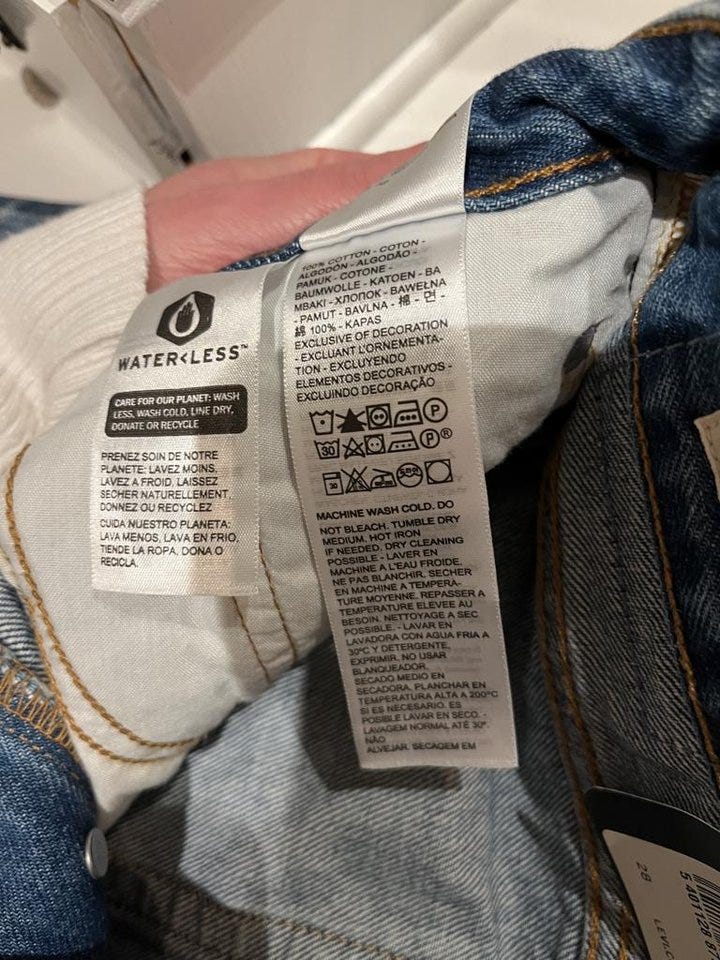 WATER<LESS™
CARE FOR OUR PLANET: WASH
LESS, WASH COLD, LINE DRY,
DONATE OR RECYCLE
PRENEZ SOIN DE NOTRE
PLANETE: LAVEZ MOINS,
LAVEZ A FROID, LAISSEZ
SECHER NATURELLEMENT,
DONNEZ OU RECYCLEZ
CUIDA NUESTRO PLANETA:
LAVA MENOS, LAVA EN FRIO,
TIENDE LA ROPA, DONA O
RECICLA.
100% COTTON - COTON -
ALGODÓN - ALGODÃO -
PAMUK - COTONE -
BAUMWOLLE - KATOEN - BA
MBAKI - ХЛОПОК - BAWEŁNA
- PAMUT - BAVLNA - 棉 - 면 -
綿 100% - KAPAS
EXCLUSIVE OF DECORATION
- EXCLUANT L'ORNEMENTA-
TION - EXCLUYENDO
ELEMENTOS DECORATIVOS -
EXCLUINDO DECORAÇÃO
P
30 P®
30
MACHINE WASH COLD. DO
NOT BLEACH. TUMBLE DRY
MEDIUM. HOT IRON
IF NEEDED. DRY CLEANING
POSSIBLE - LAVER EN
MACHINE A L'EAU FROIDE.
NE PAS BLANCHIR. SECHER
EN MACHINE A TEMPERA-
TURE MOYENNE. REPASSER A
TEMPERATURE ELEVEE AU
BESOIN. NETTOYAGE A SEC
POSSIBLE. - LAVAR EN
LAVADORA CON AGUA FRIA A
30ºC Y DETERGENTE,
EXPRIMIR. NO USAR
BLANQUEADOR.
SECADO MEDIO EN
SECADORA. PLANCHAR EN
TEMPERATURA ALTA A 200°C
SI ES NECESARIO. ES
POSIBLE LAVAR EN SECO. -
LAVAGEM NORMAL ATÉ 30º.
NÃO
ALVEJAR. SECAGEM EM
28
LEVI.C
5 401128 87